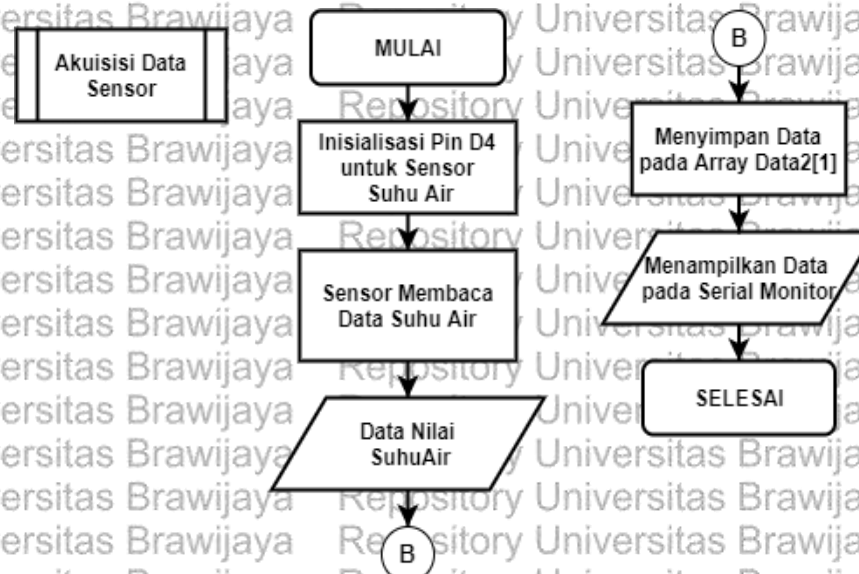 Akuisisi Data
Sensor
MULAI
Inisialisasi Pin D4
untuk Sensor
Suhu Air
Sensor Membaca
Data Suhu Air
Data Nilai
SuhuAir
B
B
Menyimpan Data
pada Array Data2[1]
Menampilkan Data
pada Serial Monitor
SELESAI